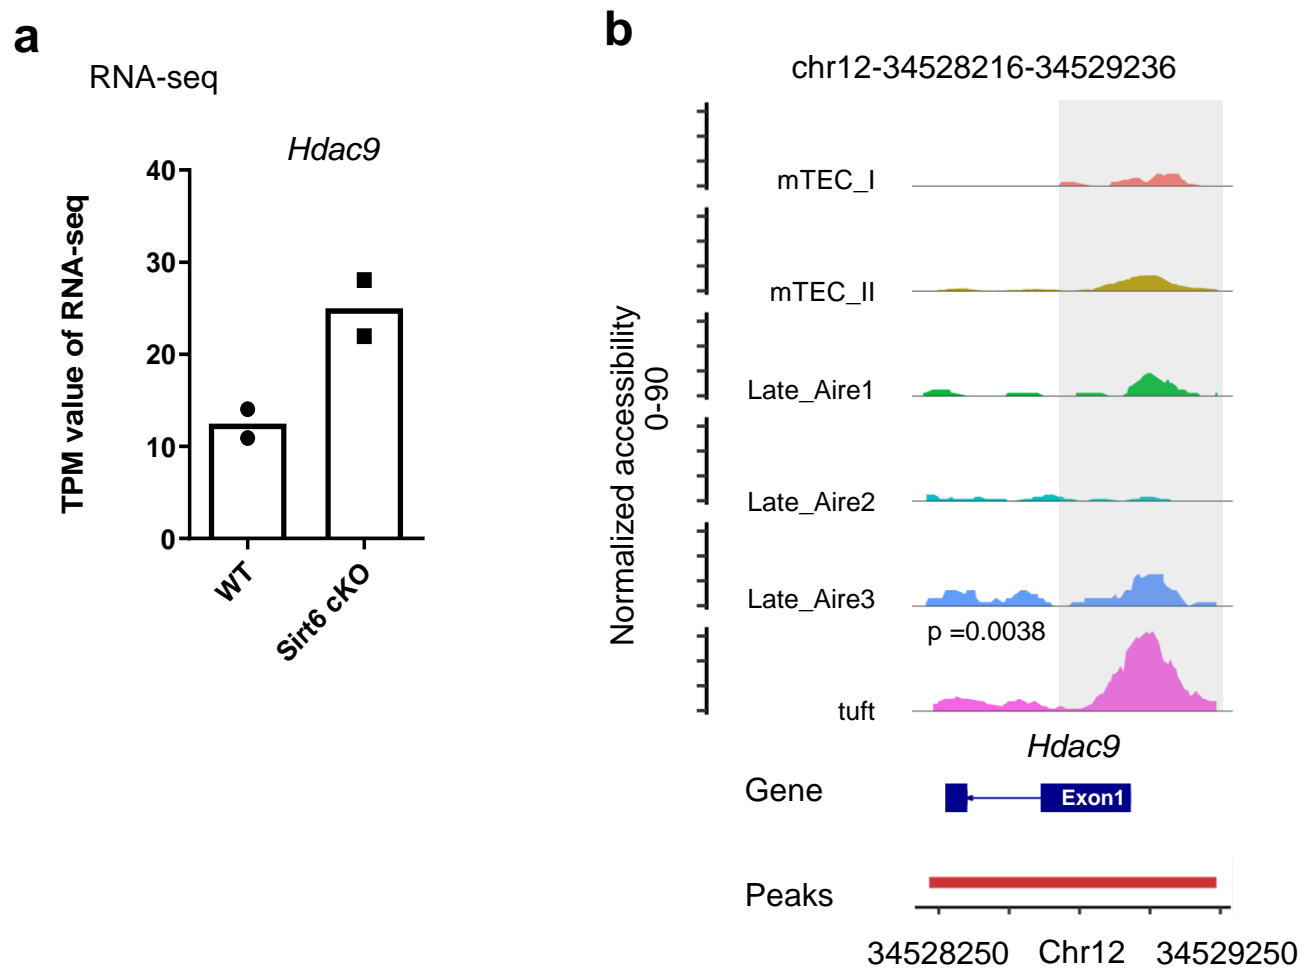 a
RNA-seq
Hdac9
TPM value of RNA-seq
40
30
20
10
0
WT
Sirt6 cKO
b
chr12-34528216-34529236
Normalized accessibility
0-90
mTEC_I
mTEC_II
Late_Aire1
Late_Aire2
Late_Aire3
p =0.0038
tuft
Hdac9
Gene
Exon1
Peaks
34528250 Chr12 34529250